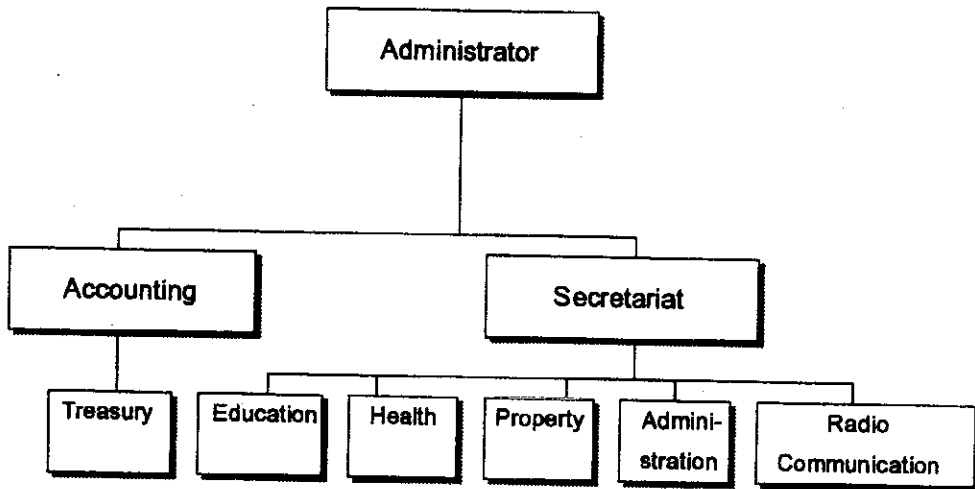 Administrator
Accounting
Secretariat
Treasury
Education
Health
Property
Admini-
stration
Radio
Communication